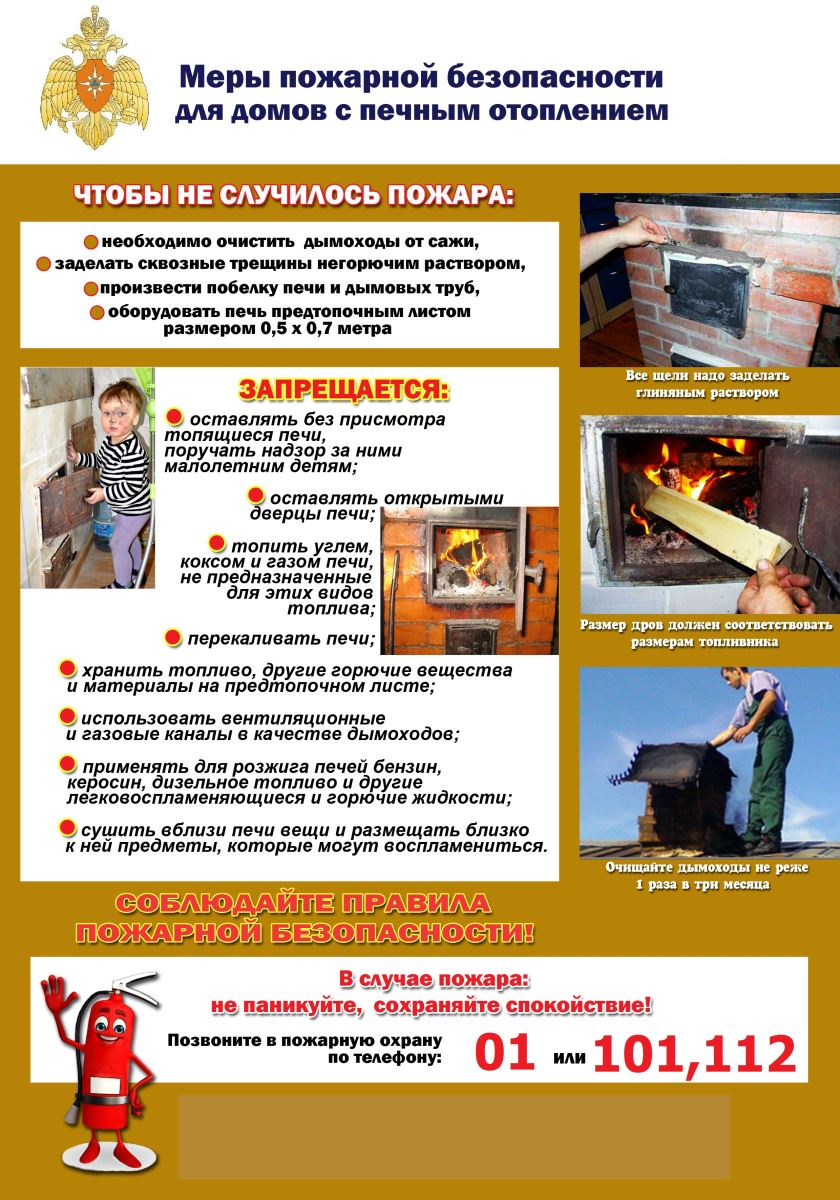 Меры пожарной безопасности
для домов с печным отоплением
ЧТОБЫ НЕ СЛУЧИЛОСЬ ПОЖАРА:
необходимо очистить дымоходы от сажи,
заделать сквозные трещины негорючим раствором,
произвести побелку печи и дымовых труб,
оборудовать печь предтопочным листом
размером 0,5 х 0,7 метра
ЗАПРЕЩАЕТСЯ:
оставлять без присмотра
топящиеся печи,
поручать надзор за ними
малолетним детям;
оставлять открытыми
дверцы печи;
топить углем,
коксом и газом печи,
не предназначенные
для этих видов
топлива;
перекаливать печи;
хранить топливо, другие горючие вещества
и материалы на предтопочном листе;
использовать вентиляционные
и газовые каналы в качестве дымоходов;
применять для розжига печей бензин,
керосин, дизельное топливо и другие
легковоспламеняющиеся и горючие жидкости;
сушить вблизи печи вещи и размещать близко
к ней предметы, которые могут воспламениться.
Все щели надо заделать
глиняным раствором
Размер дров должен соответствовать
размерам топливника
Очищайте дымоходы не реже
1 раза в три месяца
СОБЛЮДАЙТЕ ПРАВИЛА
ПОЖАРНОЙ БЕЗОПАСНОСТИ!
В случае пожара:
не паникуйте, сохраняйте спокойствие!
Позвоните в пожарную охрану
по телефону: 01 или 101,112